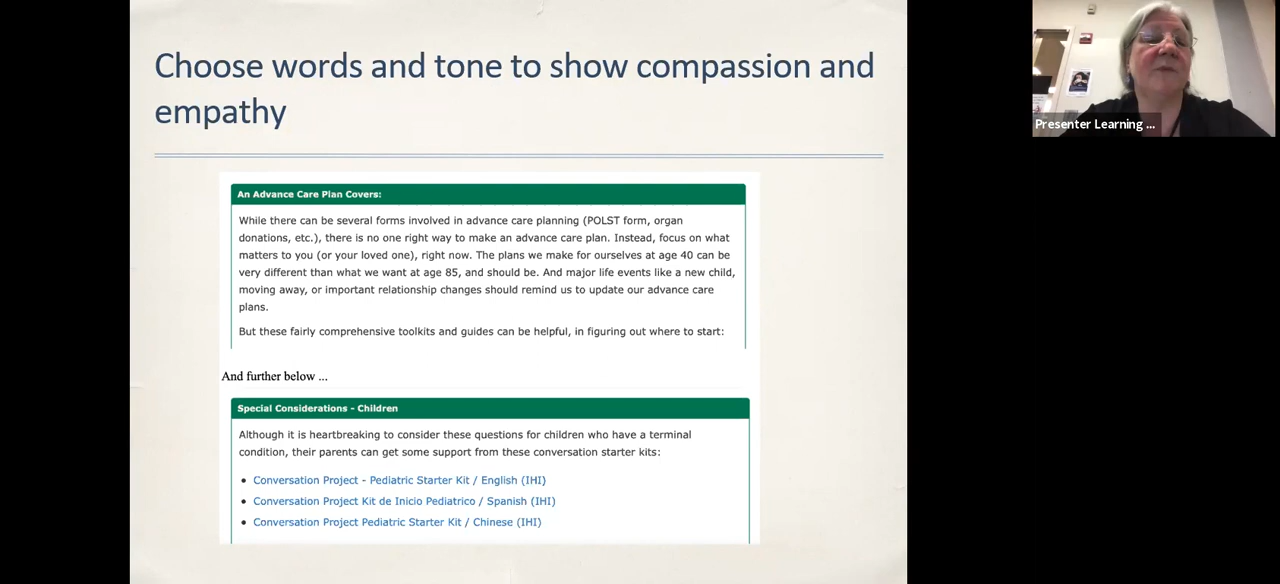 Choose words and tone to show compassion and
empathy
Presenter Learning ...
An Advance Care Plan Covers:
While there can be several forms involved in advance care planning (POLST form, organ
donations, etc.), there is no one right way to make an advance care plan. Instead, focus on what
matters to you (or your loved one), right now. The plans we make for ourselves at age 40 can be
very different than what we want at age 85, and should be. And major life events like a new child,
moving away, or important relationship changes should remind us to update our advance care
plans.
But these fairly comprehensive toolkits and guides can be helpful, in figuring out where to start:
And further below ...
Special Considerations - Children
Although it is heartbreaking to consider these questions for children who have a terminal
condition, their parents can get some support from these conversation starter kits:
• Conversation Project - Pediatric Starter Kit / English (IHI)
• Conversation Project Kit de Inicio Pediatrico / Spanish (IHI)
• Conversation Project Pediatric Starter Kit / Chinese (IHI)